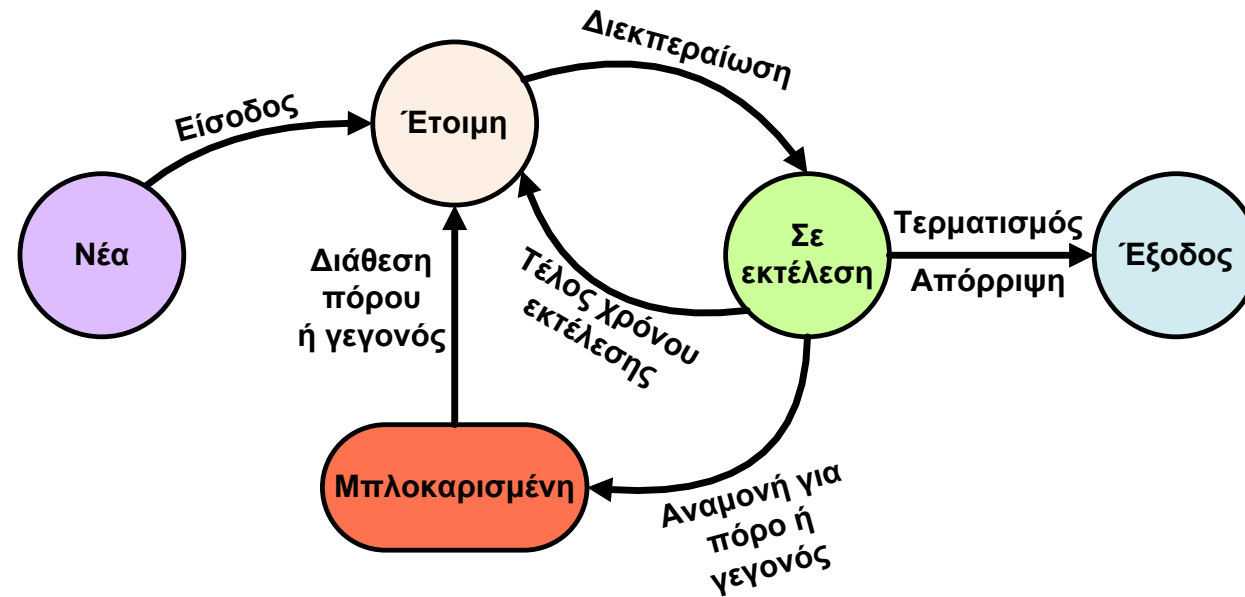 Διεκπεραίωση
Είσοδος
Έτοιμη
Νέα
Διάθεση
πόρου
ή γεγονός
Τέλος χρόνου
εκτέλεσης
Σε
εκτέλεση
Τερματισμός
Απόρριψη
Έξοδος
Μπλοκαρισμένη
Αναμονή για
πόρο ή
γεγονός